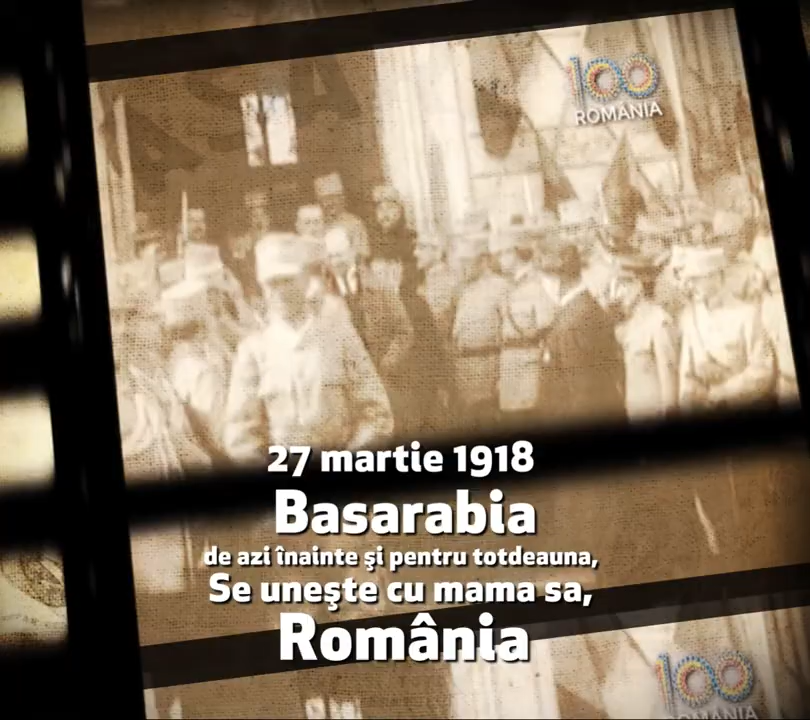 100
ROMÂNIA
27 martie 1918
Basarabia
de azi înainte şi pentru totdeauna,
Se uneşte cu mama sa,
România
100
ROMÂNIA